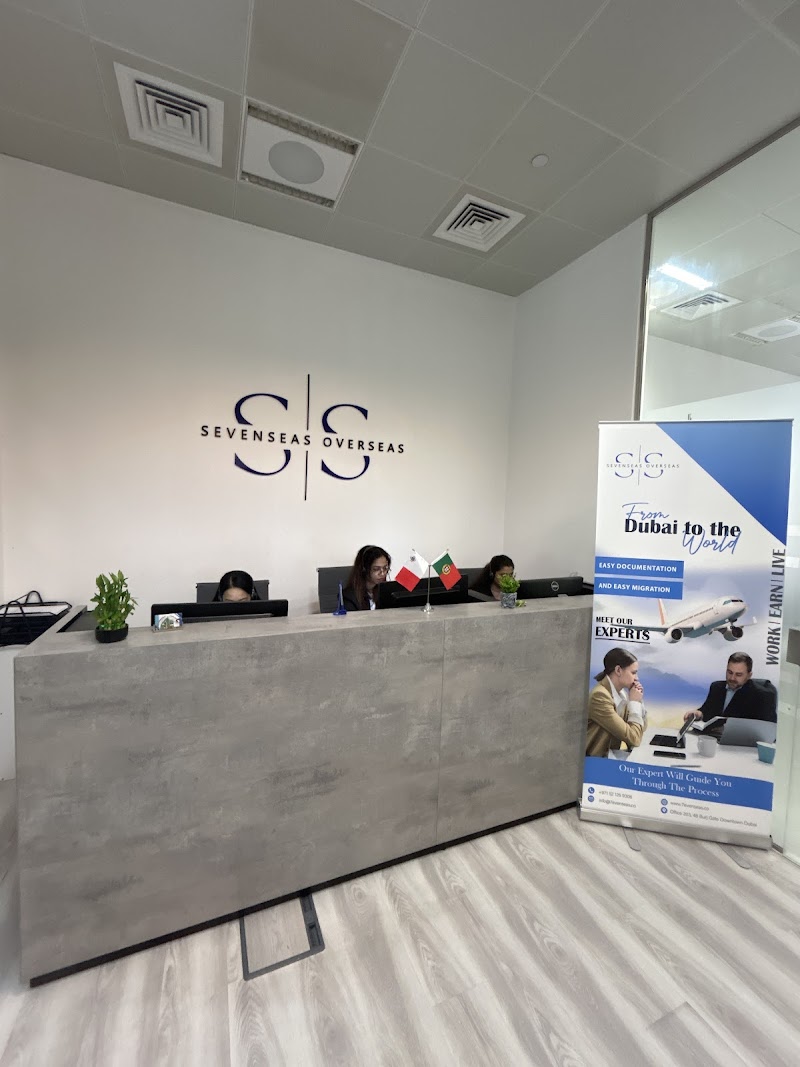 SEVENSEAS OVERSEAS
SEVENSEAS OVERSEAS
From
Dubai to the
World
EASY DOCUMENTATION
AND EASY MIGRATION
MEET OUR
EXPERTS
WORK / EARN / LIVE
Our Expert Will Guide You
Through The Process